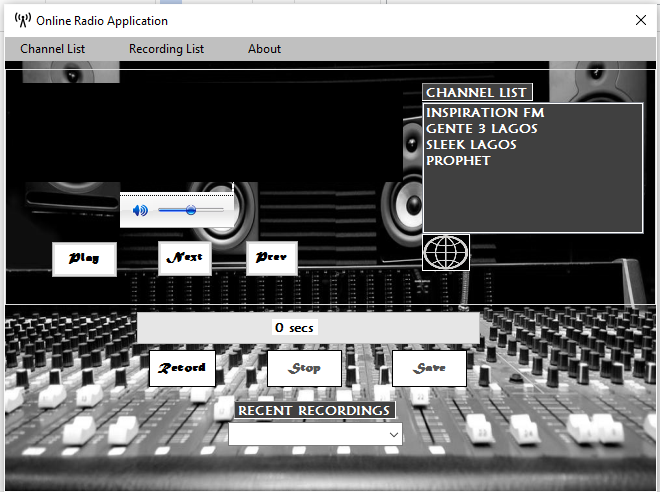 Online Radio Application
Channel List Recording List About
CHANNEL LIST
INSPIRATION FM
GENTE 3 LAGOS
SLEEK LAGOS
PROPHET
Play Next Prev
0 secs
Record Stop Save
RECENT RECORDINGS